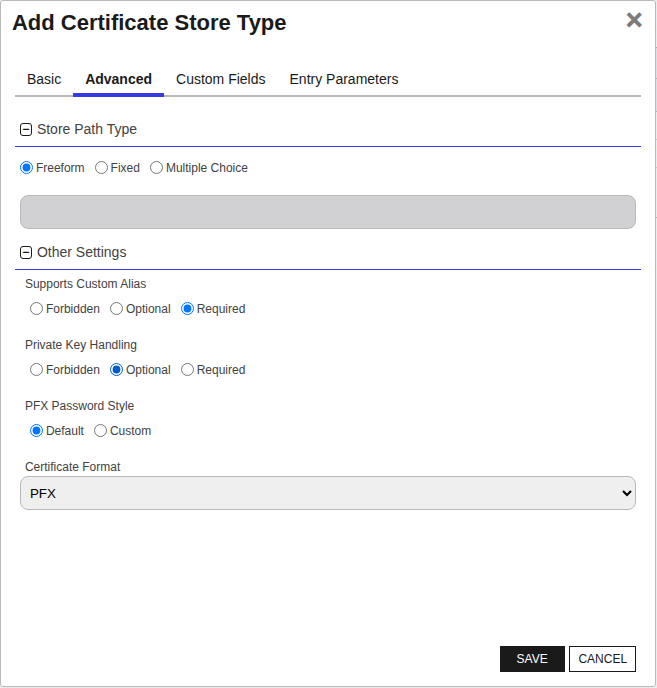 Add Certificate Store Type
Basic Advanced Custom Fields Entry Parameters
Store Path Type
Freeform Fixed Multiple Choice
Other Settings
Supports Custom Alias
Forbidden Optional Required
Private Key Handling
Forbidden Optional Required
PFX Password Style
Default Custom
Certificate Format
PFX
SAVE CANCEL